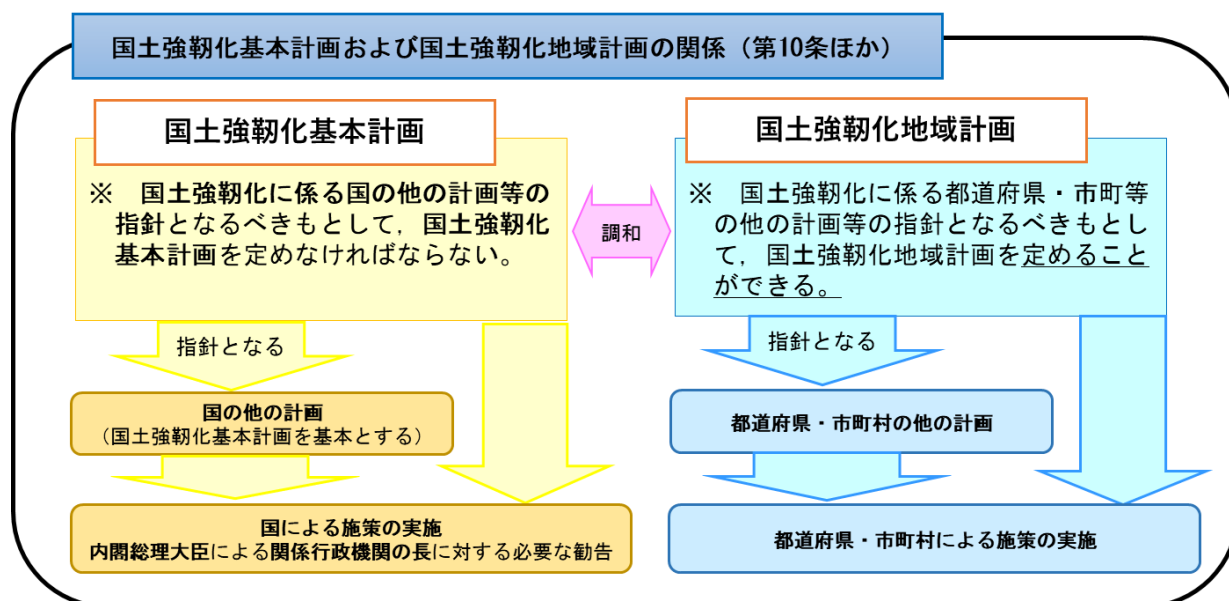 国土強靭化基本計画および国土強靭化地域計画の関係（第10条ほか）
国土強靭化基本計画
※　国土強靭化に係る国の他の計画等の
指針となるべきもとして，国土強靭化
基本計画を定めなければならない。
調和
国土強靭化地域計画
※　国土強靭化に係る都道府県・市町等
の他の計画等の指針となるべきもとし
て，国土強靭化地域計画を定めること
ができる。
指針となる
国の他の計画
（国土強靭化基本計画を基本とする）
国による施策の実施
内閣総理大臣による関係行政機関の長に対する必要な勧告
指針となる
都道府県・市町村の他の計画
都道府県・市町村による施策の実施